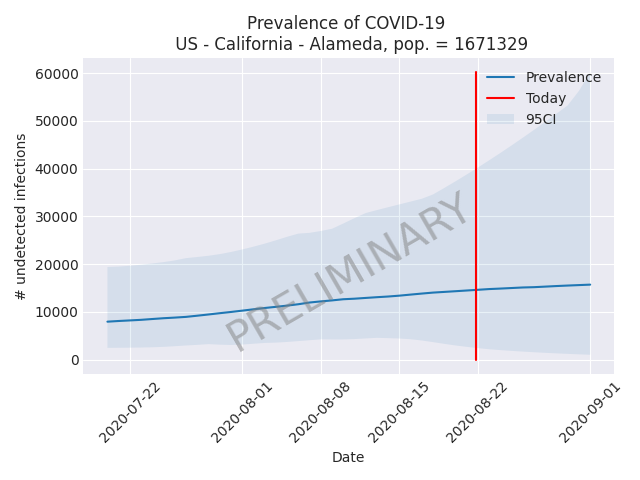 Prevalence of COVID-19
US - California - Alameda, pop. = 1671329
60000
50000
40000
30000
20000
10000
0
# undetected infections
Prevalence
Today
95CI
PRELIMINARY
2020-07-22
2020-08-01
2020-08-08
2020-08-15
2020-08-22
2020-09-01
Date